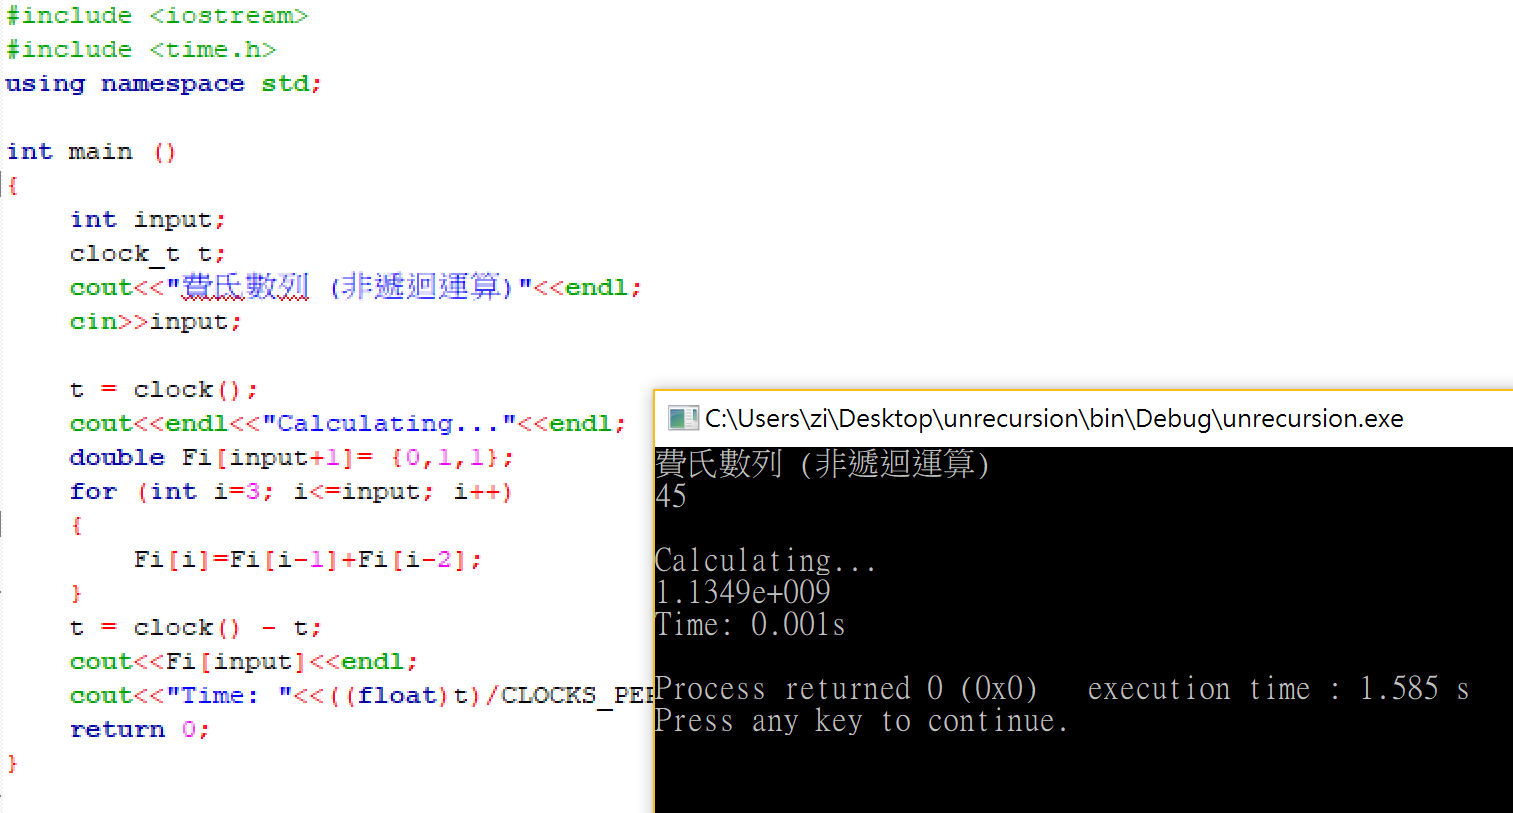 #include <iostream>
#include <time.h>
using namespace std;
int main ()
{
int input;
clock_t t;
cout<<"費氏數列 (非遞迴運算)"<<endl;
cin>>input;
t = clock();
cout<<endl<<"Calculating..."<<endl;
double Fi[input+1]= {0,1,1};
for (int i=3; i<=input; i++)
{
Fi[i]=Fi[i-1]+Fi[i-2];
}
t = clock() - t;
cout<<Fi[input]<<endl;
cout<<"Time: "<<((float)t)/CLOCKS_PER
return 0;
}
C:\Users\zi\Desktop\unrecursion\bin\Debug\unrecursion.exe
費氏數列 (非遞迴運算)
45
Calculating...
1.1349e+009
Time: 0.001s
Process returned 0 (0x0)   execution time : 1.585 s
Press any key to continue.